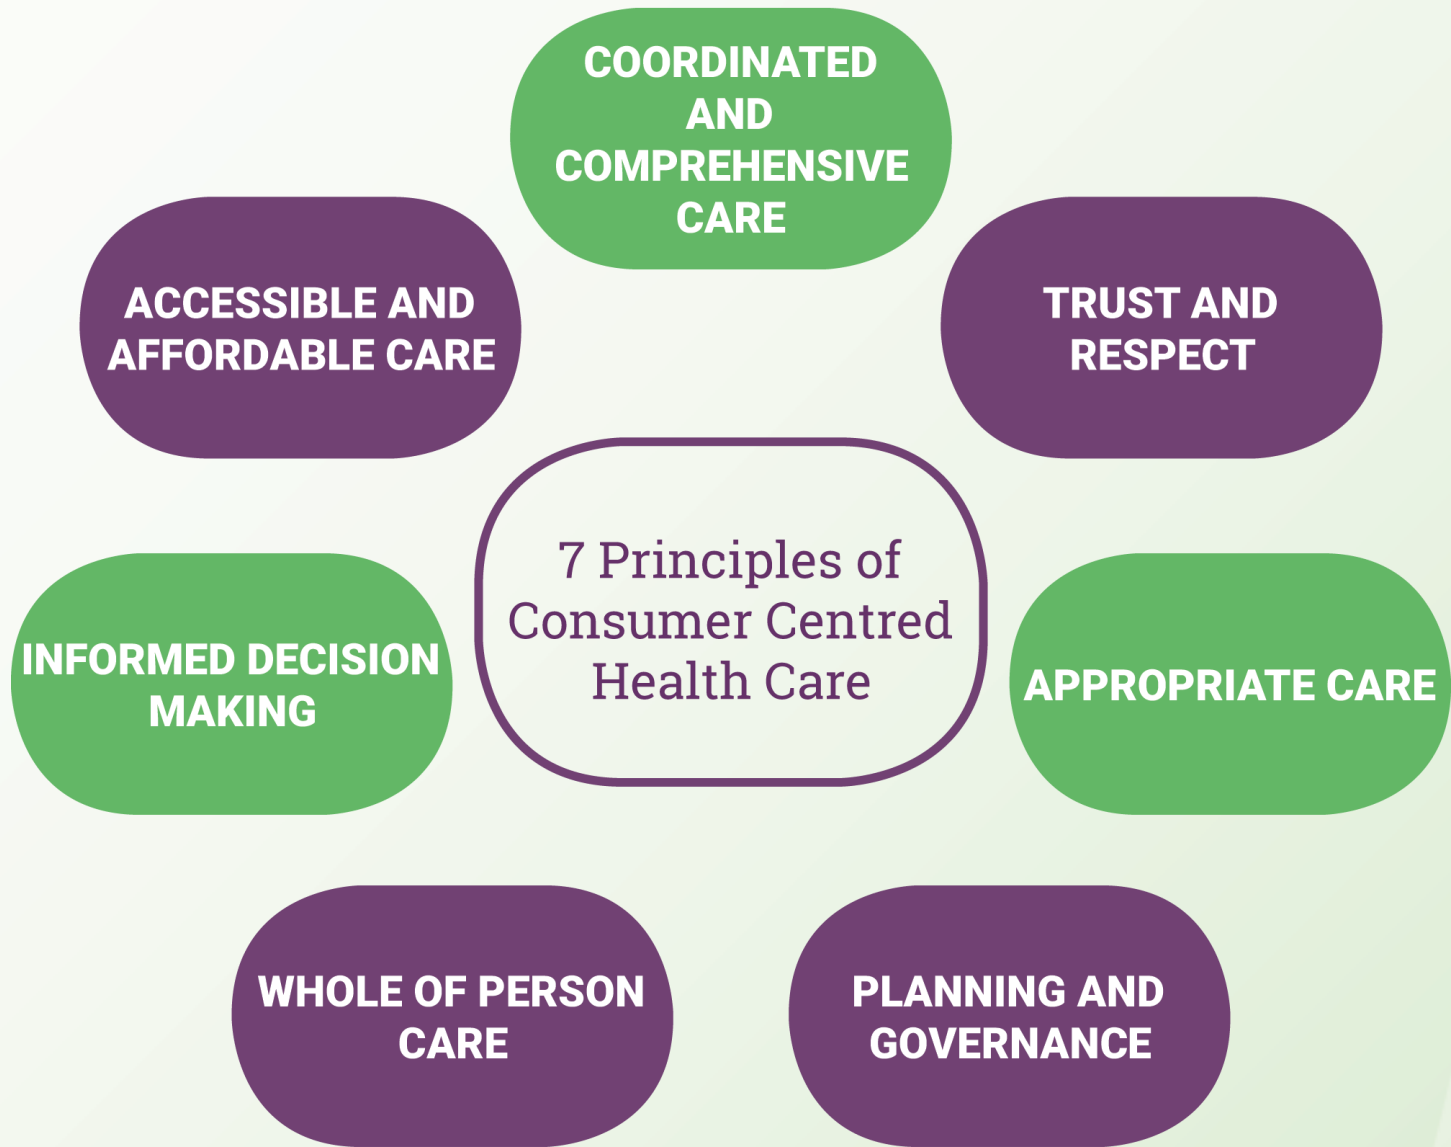 COORDINATED
AND
COMPREHENSIVE
CARE
ACCESSIBLE AND
AFFORDABLE CARE
TRUST AND
RESPECT
7 Principles of
Consumer Centred
Health Care
INFORMED DECISION
MAKING
APPROPRIATE CARE
WHOLE OF PERSON
CARE
PLANNING AND
GOVERNANCE